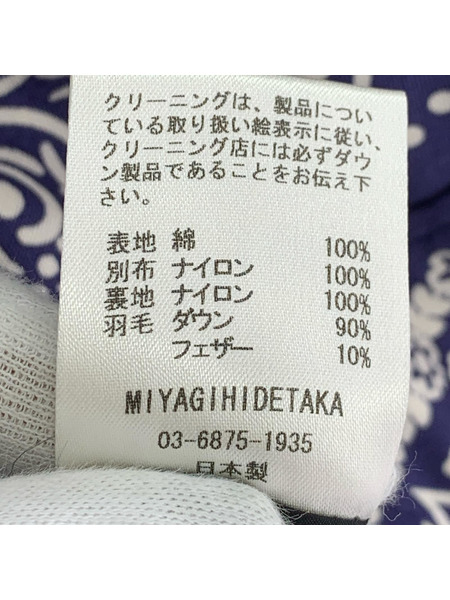 クリーニングは、製品につい
ている取り扱い絵表示に従い、
クリーニング店には必ずダウ
ン製品であることをお伝え下
さい。
表地 綿 100%
別布 ナイロン 100%
裏地 ナイロン 100%
羽毛 ダウン 90%
フェザー 10%
MIYAGIHIDETAKA
03-6875-1935
日本製